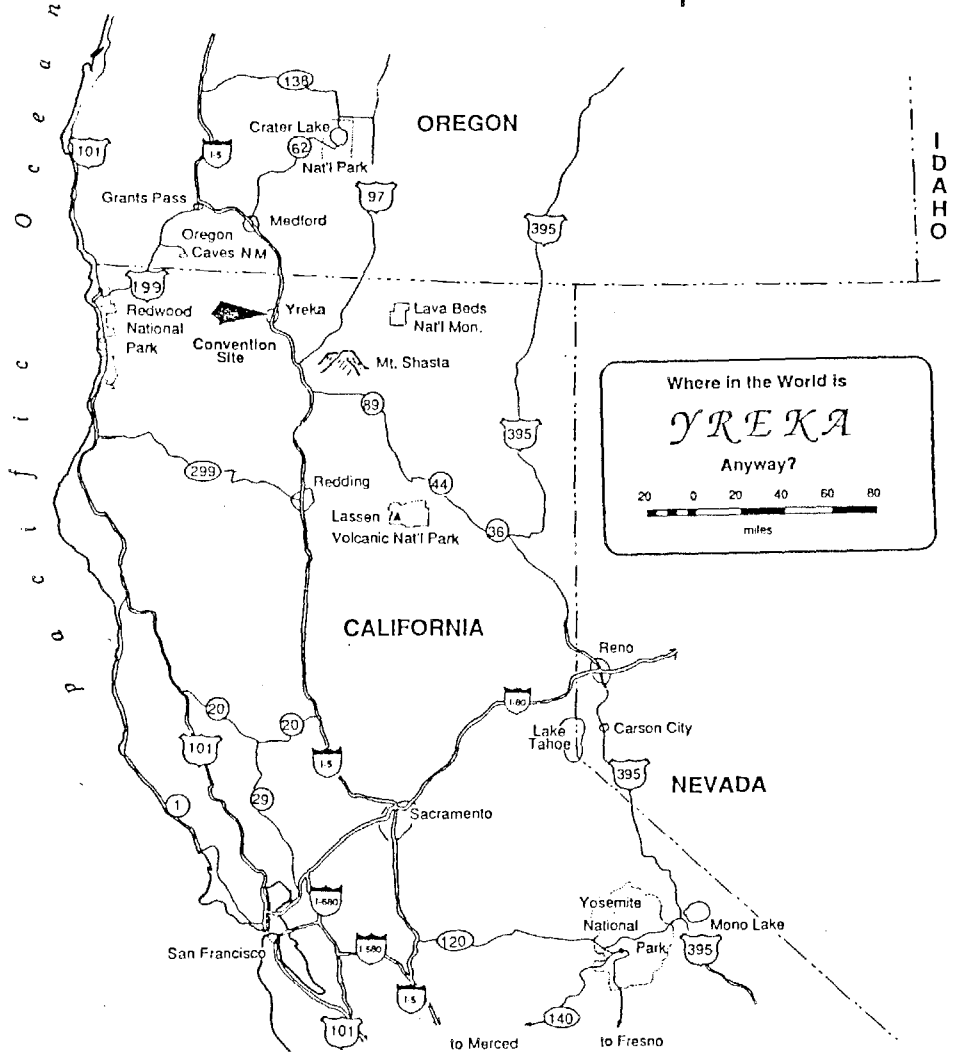 Pacific Ocean
138
Crater Lake
OREGON
IDAHO
101
I-5
62
Nat'l Park
97
Grants Pass
Medford
395
Oregon
Caves NM
199
Redwood
National
Park
Yreka
Convention
Site
Lava Beds
Nat'l Mon.
Mt. Shasta
Where in the World is
YREKA
Anyway?
20 0 20 40 60 80
miles
89
395
299
Redding
44
Lassen
Volcanic Nat'l Park
36
CALIFORNIA
Reno
I-80
20
20
Lake
Tahoe
Carson City
101
I-5
395
NEVADA
29
1
Sacramento
I-680
Yosemite
National
Park
Mono Lake
San Francisco
I-580
120
395
I-5
101
140
to Merced
to Fresno